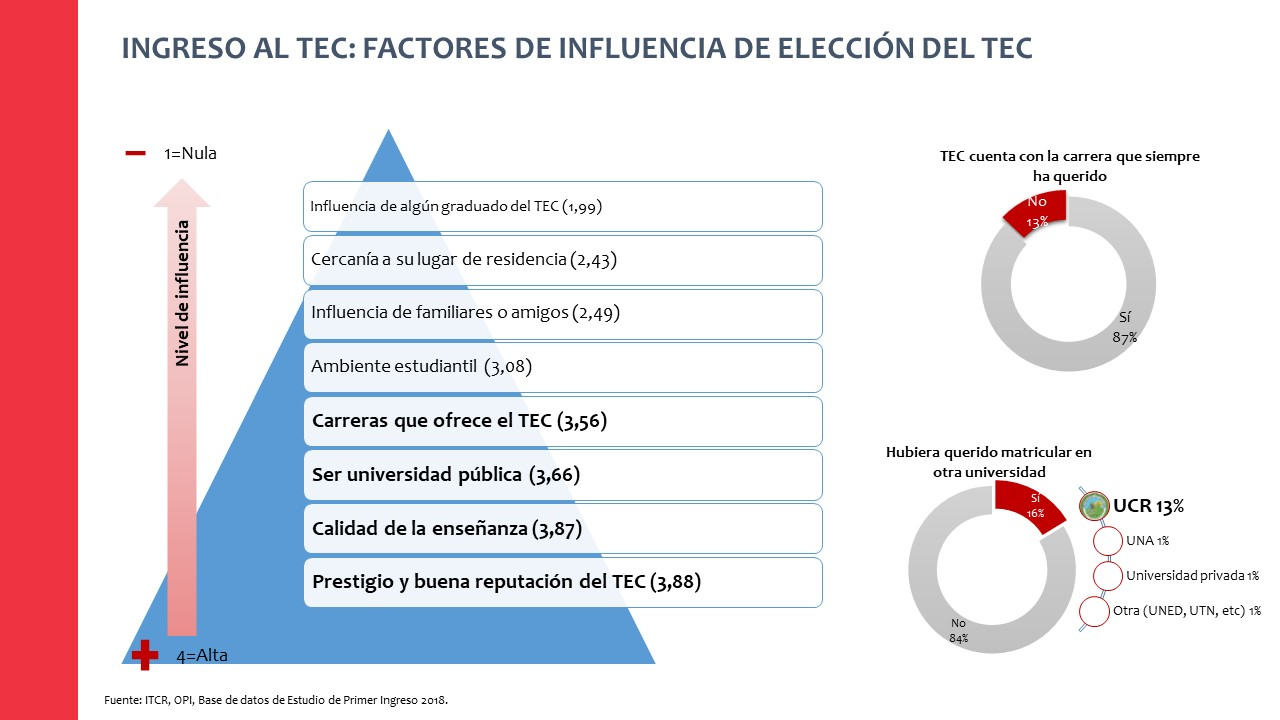 INGRESO AL TEC: FACTORES DE INFLUENCIA DE ELECCIÓN DEL TEC
1=Nula
Nivel de influencia
4=Alta
Influencia de algún graduado del TEC (1,99)
Cercanía a su lugar de residencia (2,43)
Influencia de familiares o amigos (2,49)
Ambiente estudiantil (3,08)
Carreras que ofrece el TEC (3,56)
Ser universidad pública (3,66)
Calidad de la enseñanza (3,87)
Prestigio y buena reputación del TEC (3,88)
TEC cuenta con la carrera que siempre
ha querido
No
13%
Sí
87%
Hubiera querido matricular en
otra universidad
Sí
16%
No
84%
UCR 13%
UNA 1%
Universidad privada 1%
Otra (UNED, UTN, etc) 1%
Fuente: ITCR, OPI, Base de datos de Estudio de Primer Ingreso 2018.